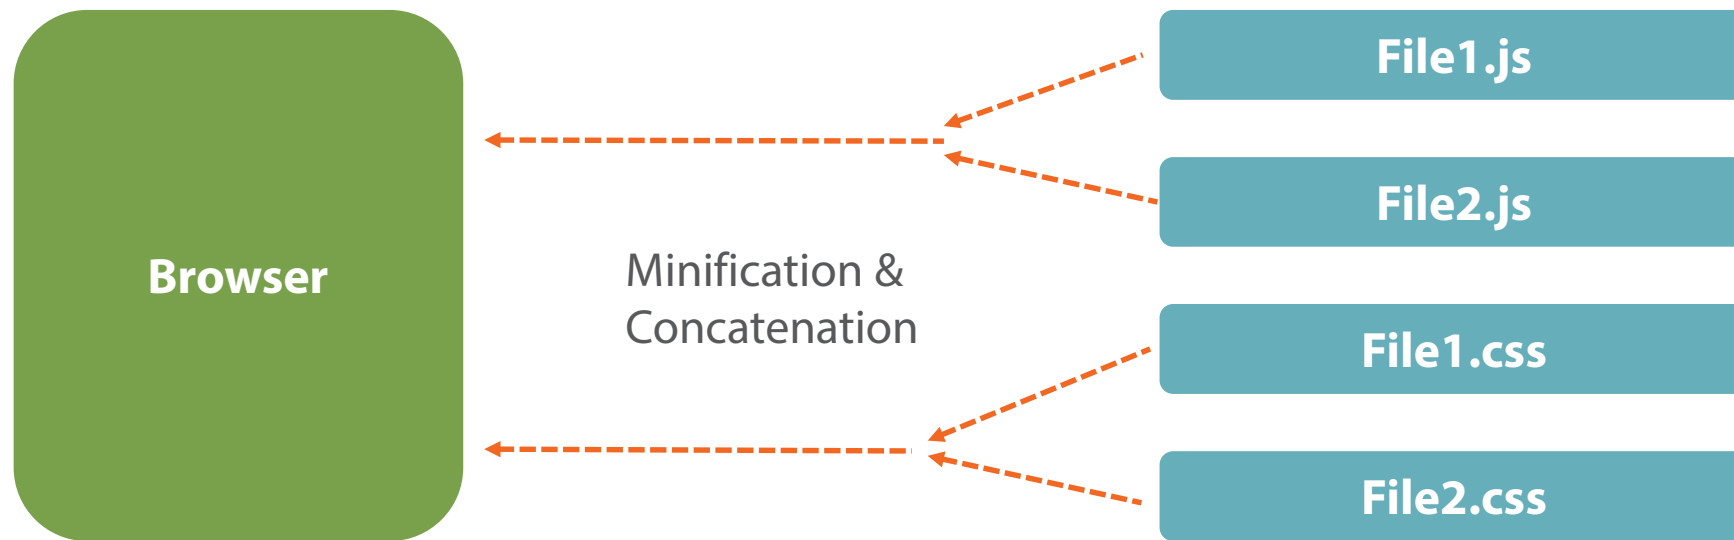 File1.js
File2.js
Browser
Minification &
Concatenation
File1.css
File2.css